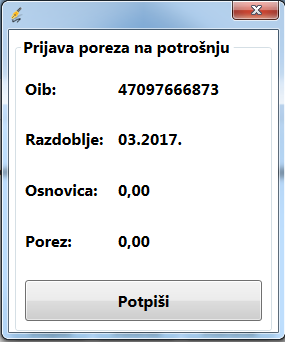 Prijava poreza na potrošnju
Oib: 47097666873
Razdoblje: 03.2017.
Osnovica: 0,00
Porez: 0,00
Potpiši